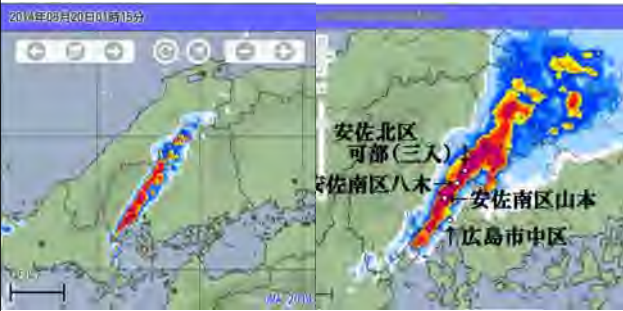 2014年08月20日01時15分
安佐北区
可部(三入)↓
安佐南区八木→
←安佐南区山本
↑広島市中区